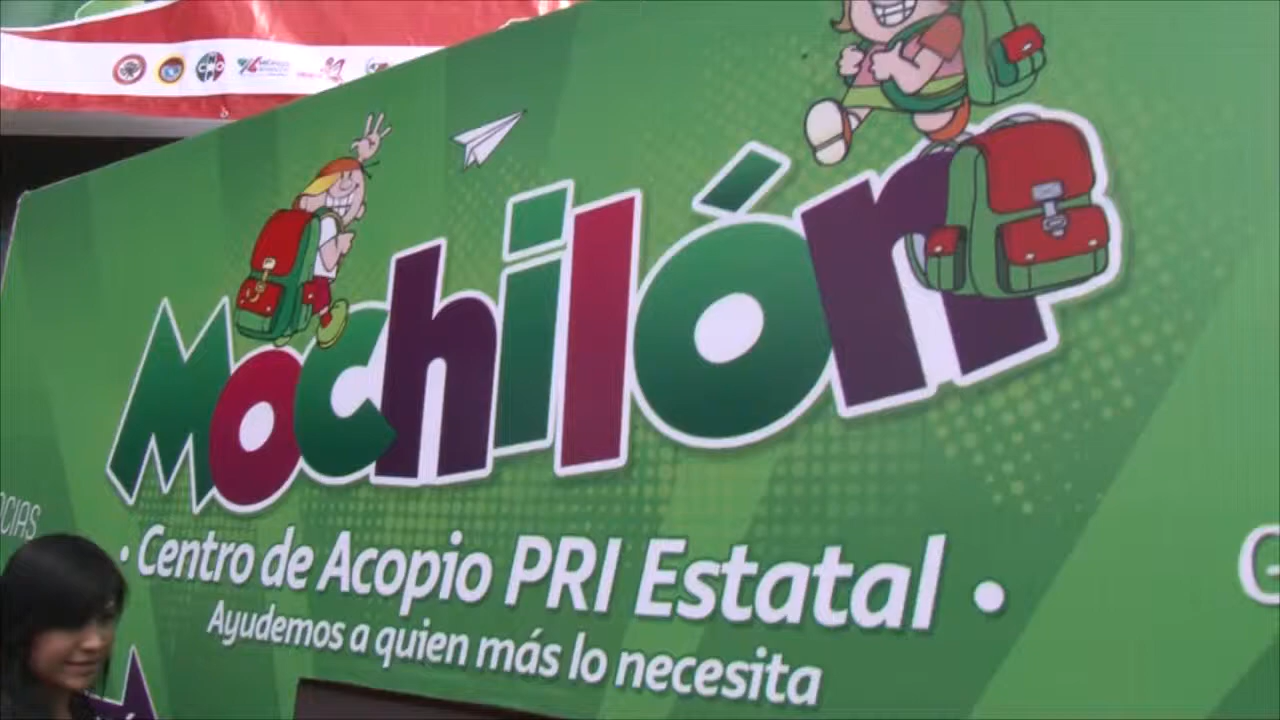 Mochilón
· Centro de Acopio PRI Estatal ·
Ayudemos a quien más lo necesita